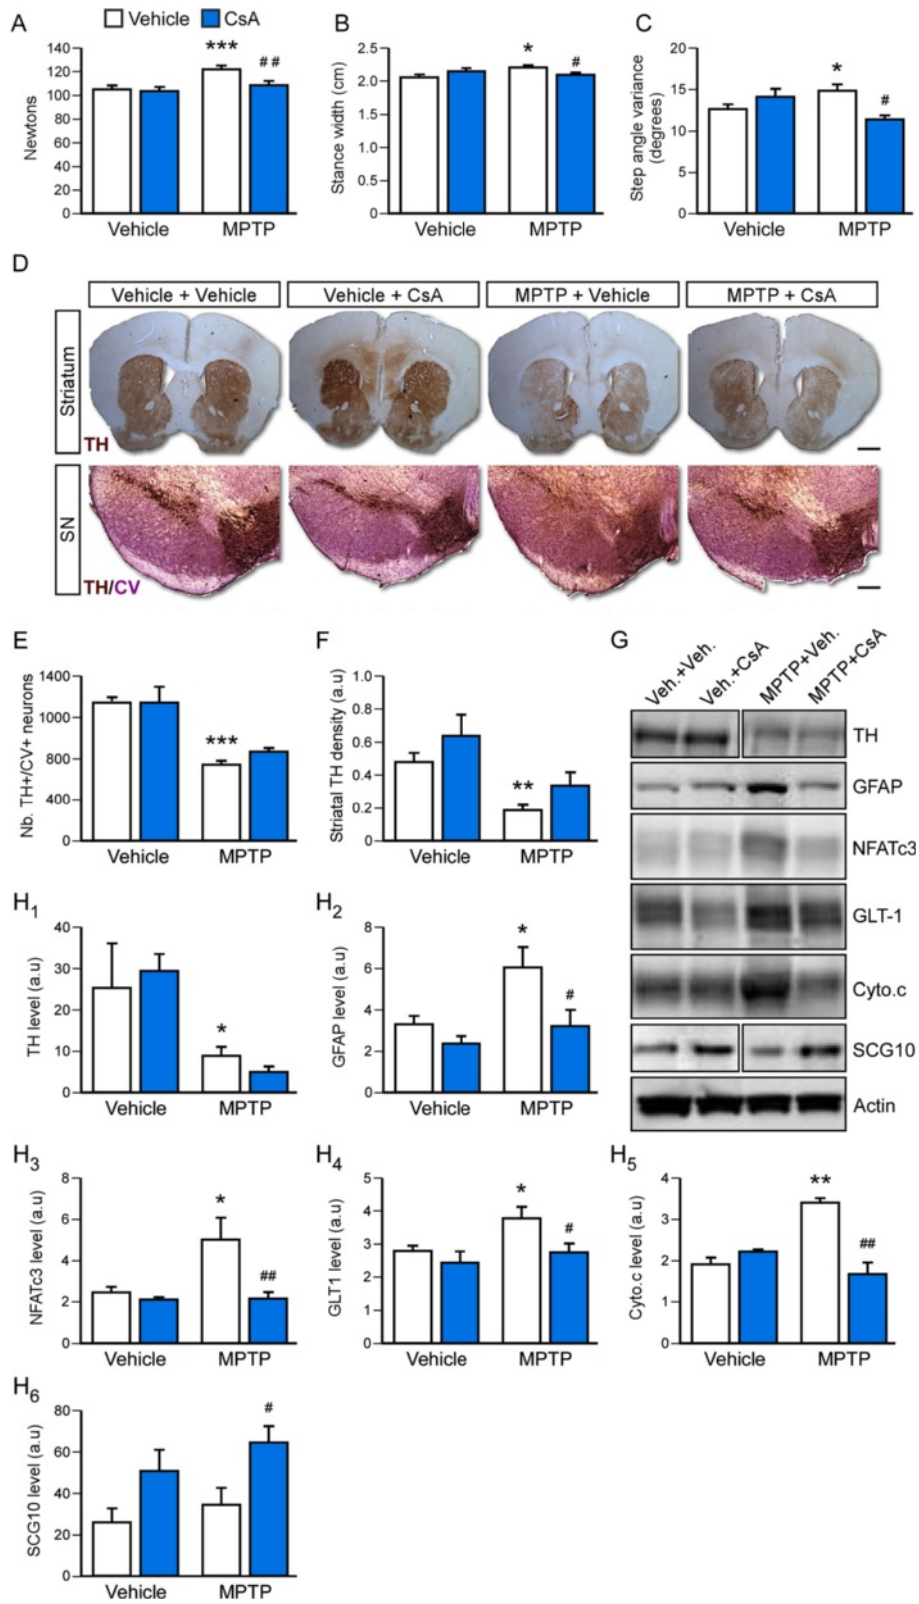 Vehicle CsA
A
Newtons
140
120
100
80
60
40
20
0
***
##
Vehicle MPTP
B
Stance width (cm)
2.5
2.0
1.5
1.0
0.5
0
*
#
Vehicle MPTP
C
Step angle variance
(degrees)
20
15
10
5
0
*
#
Vehicle MPTP
D
Vehicle + Vehicle
Vehicle + CsA
MPTP + Vehicle
MPTP + CsA
Striatum
TH
SN
TH/CV
E
Nb. TH+/CV+ neurons
1400
1200
800
400
0
***
Vehicle MPTP
F
Striatal TH density (a.u)
1.0
0.8
0.6
0.4
0.2
0
**
Vehicle MPTP
G
Veh.+Veh.
Veh.+CsA
MPTP+Veh.
MPTP+CsA
TH
GFAP
NFATc3
GLT-1
Cyto.c
SCG10
Actin
H1
TH level (a.u)
40
30
20
10
0
*
Vehicle MPTP
H2
GFAP level (a.u)
8
6
4
2
0
*
#
Vehicle MPTP
H3
NFATc3 level (a.u)
8
6
4
2
0
*
##
Vehicle MPTP
H4
GLT1 level (a.u)
5
4
3
2
1
0
*
#
Vehicle MPTP
H5
Cyto.c level (a.u)
4
3
2
1
0
**
##
Vehicle MPTP
H6
SCG10 level (a.u)
80
60
40
20
0
#
Vehicle MPTP